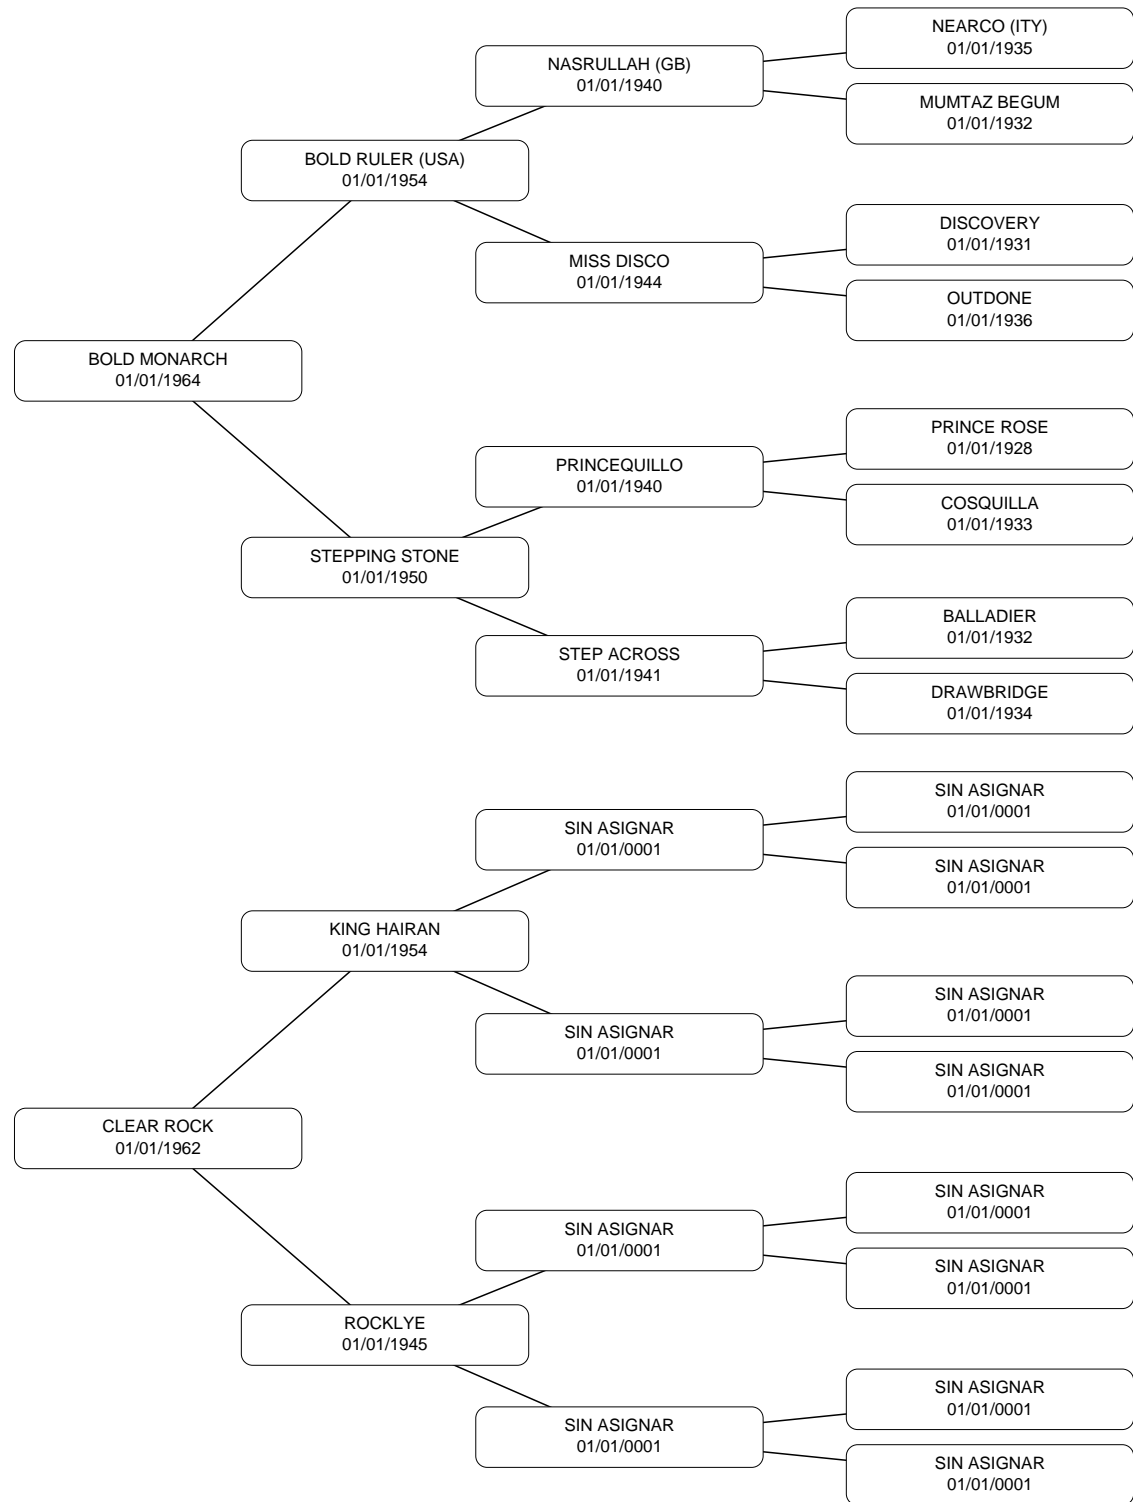 NEARCO (ITY)
01/01/1935
NASRULLAH (GB)
01/01/1940
MUMTAZ BEGUM
01/01/1932
BOLD RULER (USA)
01/01/1954
DISCOVERY
01/01/1931
MISS DISCO
01/01/1944
OUTDONE
01/01/1936
BOLD MONARCH
01/01/1964
PRINCE ROSE
01/01/1928
PRINCEQUILLO
01/01/1940
COSQUILLA
01/01/1933
STEPPING STONE
01/01/1950
BALLADIER
01/01/1932
STEP ACROSS
01/01/1941
DRAWBRIDGE
01/01/1934
SIN ASIGNAR
01/01/0001
SIN ASIGNAR
01/01/0001
SIN ASIGNAR
01/01/0001
KING HAIRAN
01/01/1954
SIN ASIGNAR
01/01/0001
SIN ASIGNAR
01/01/0001
SIN ASIGNAR
01/01/0001
CLEAR ROCK
01/01/1962
SIN ASIGNAR
01/01/0001
SIN ASIGNAR
01/01/0001
SIN ASIGNAR
01/01/0001
ROCKLYE
01/01/1945
SIN ASIGNAR
01/01/0001
SIN ASIGNAR
01/01/0001
SIN ASIGNAR
01/01/0001